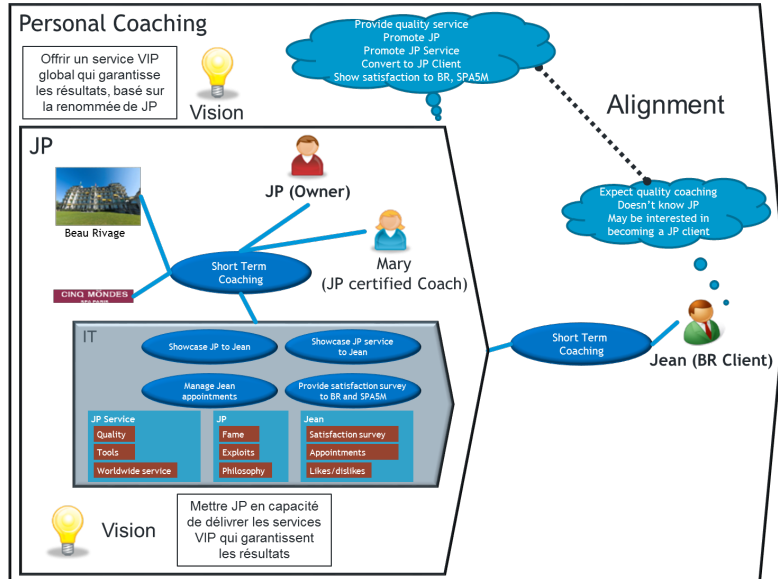 Personal Coaching
Offrir un service VIP
global qui garantisse
les résultats, basé sur
la renommée de JP
Vision
Provide quality service
Promote JP
Promote JP Service
Convert to JP Client
Show satisfaction to BR, SPA5M
Alignment
Expect quality coaching
Doesn't know JP
May be interested in
becoming a JP client
JP
Beau Rivage
JP (Owner)
Mary
(JP certified Coach)
Short Term
Coaching
CINQ MONDES
SPA PARIS
IT
Showcase JP to Jean
Showcase JP service
to Jean
Manage Jean
appointments
Provide satisfaction survey
to BR and SPA5M
JP Service
Quality
Tools
Worldwide service
JP
Fame
Exploits
Philosophy
Jean
Satisfaction survey
Appointments
Likes/dislikes
Short Term
Coaching
Jean (BR Client)
Vision
Mettre JP en capacité
de délivrer les services
VIP qui garantissent
les résultats